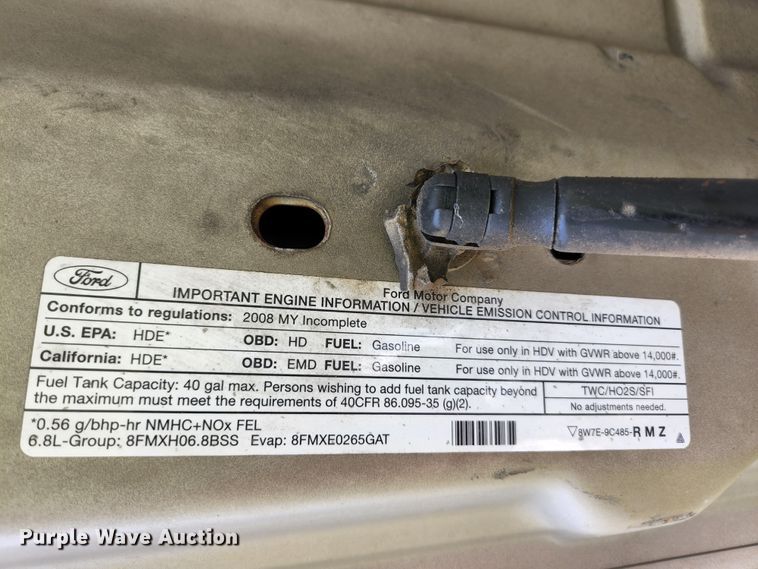 Ford
Ford Motor Company
IMPORTANT ENGINE INFORMATION / VEHICLE EMISSION CONTROL INFORMATION
Conforms to regulations: 2008 MY Incomplete
U.S. EPA: HDE* OBD: HD FUEL: Gasoline For use only in HDV with GVWR above 14,000#.
California: HDE* OBD: EMD FUEL: Gasoline For use only in HDV with GVWR above 14,000#.
Fuel Tank Capacity: 40 gal max. Persons wishing to add fuel tank capacity beyond
the maximum must meet the requirements of 40CFR 86.095-35 (g)(2).
TWC/HO2S/SFI
No adjustments needed.
*0.56 g/bhp-hr NMHC+NOx FEL
6.8L-Group: 8FMXH06.8BSS Evap: 8FMXE0265GAT
8W7E-9C485-RMZ
Purple Wave Auction